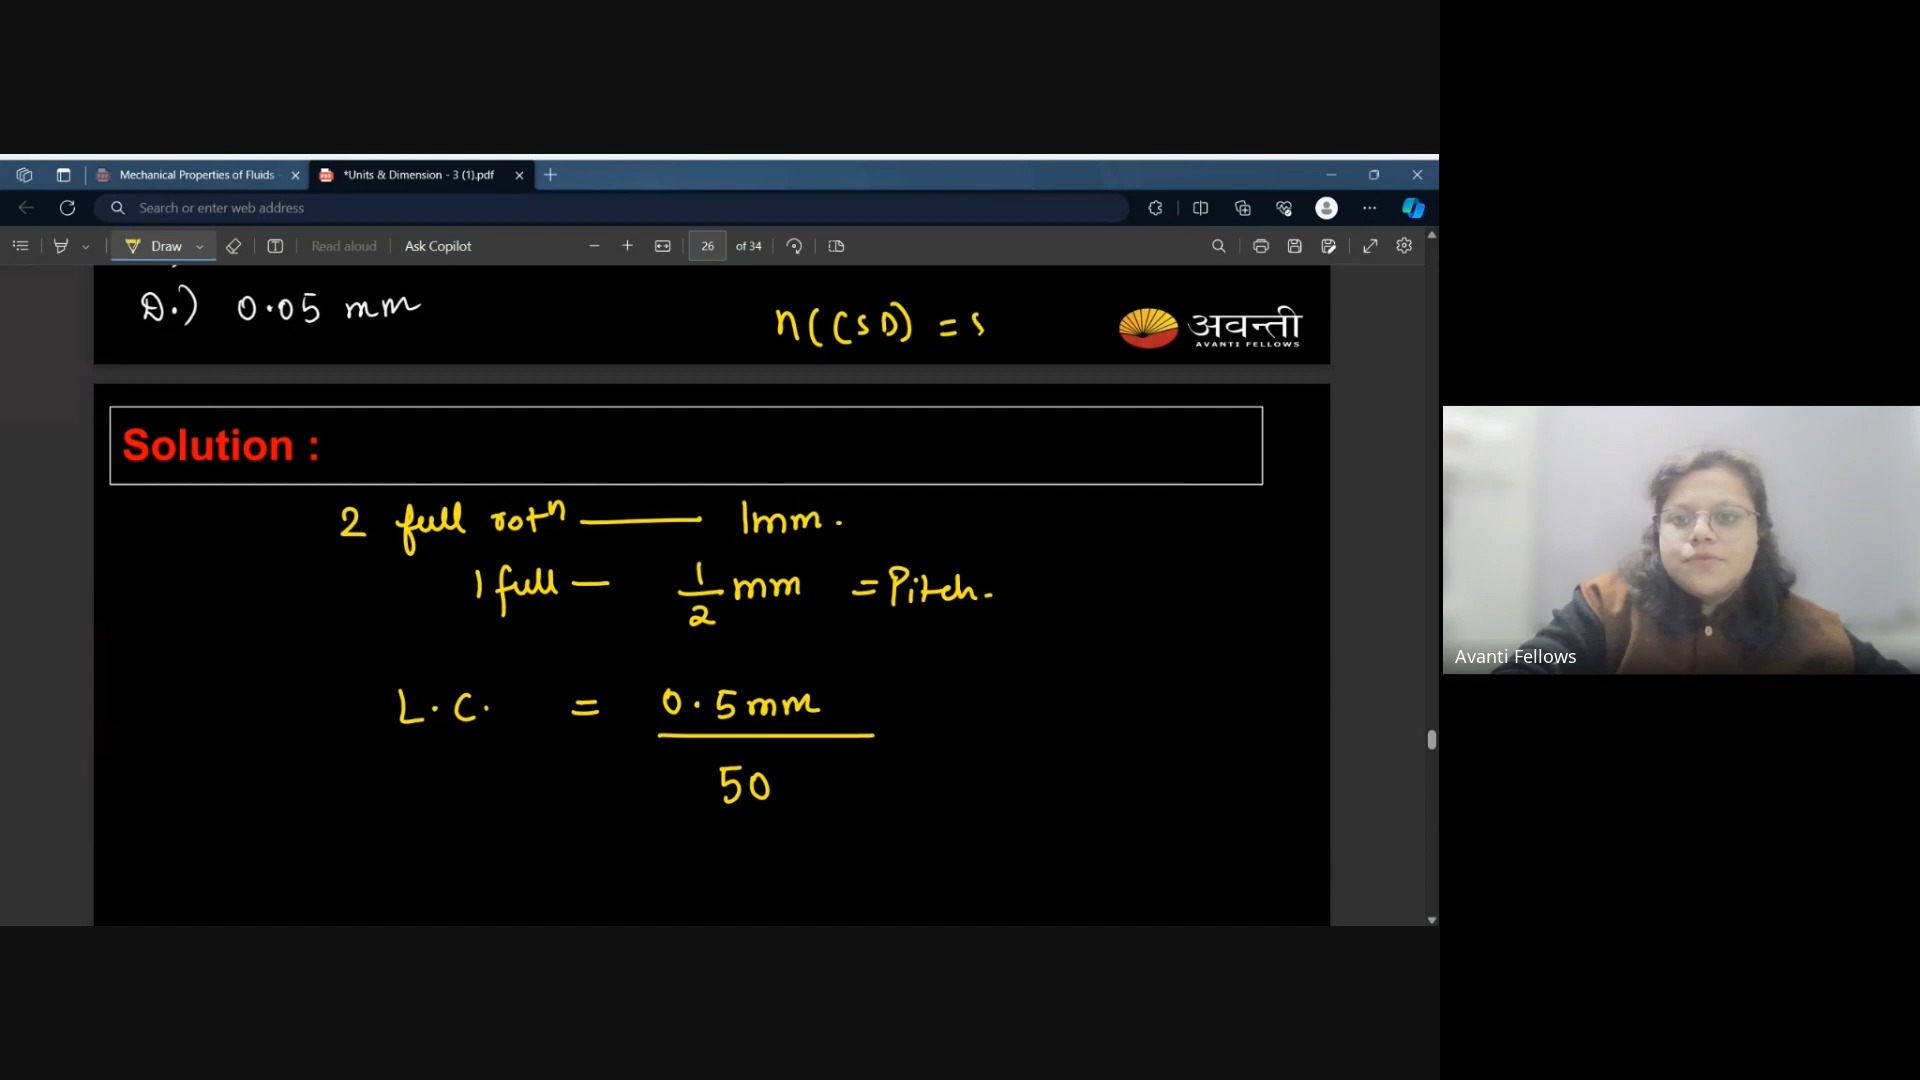 Mechanical Properties of Fluids
*Units & Dimension - 3 (1).pdf
Search or enter web address
Draw
Read aloud
Ask Copilot
26 of 34
D.) 0.05 mm
n(CSD) = 5
अवन्ती
AVANTI FELLOWS
Solution :
2 full rotⁿ —— 1mm.
1 full — 1/2 mm = Pitch.
L.C. = 0.5mm
50
Avanti Fellows